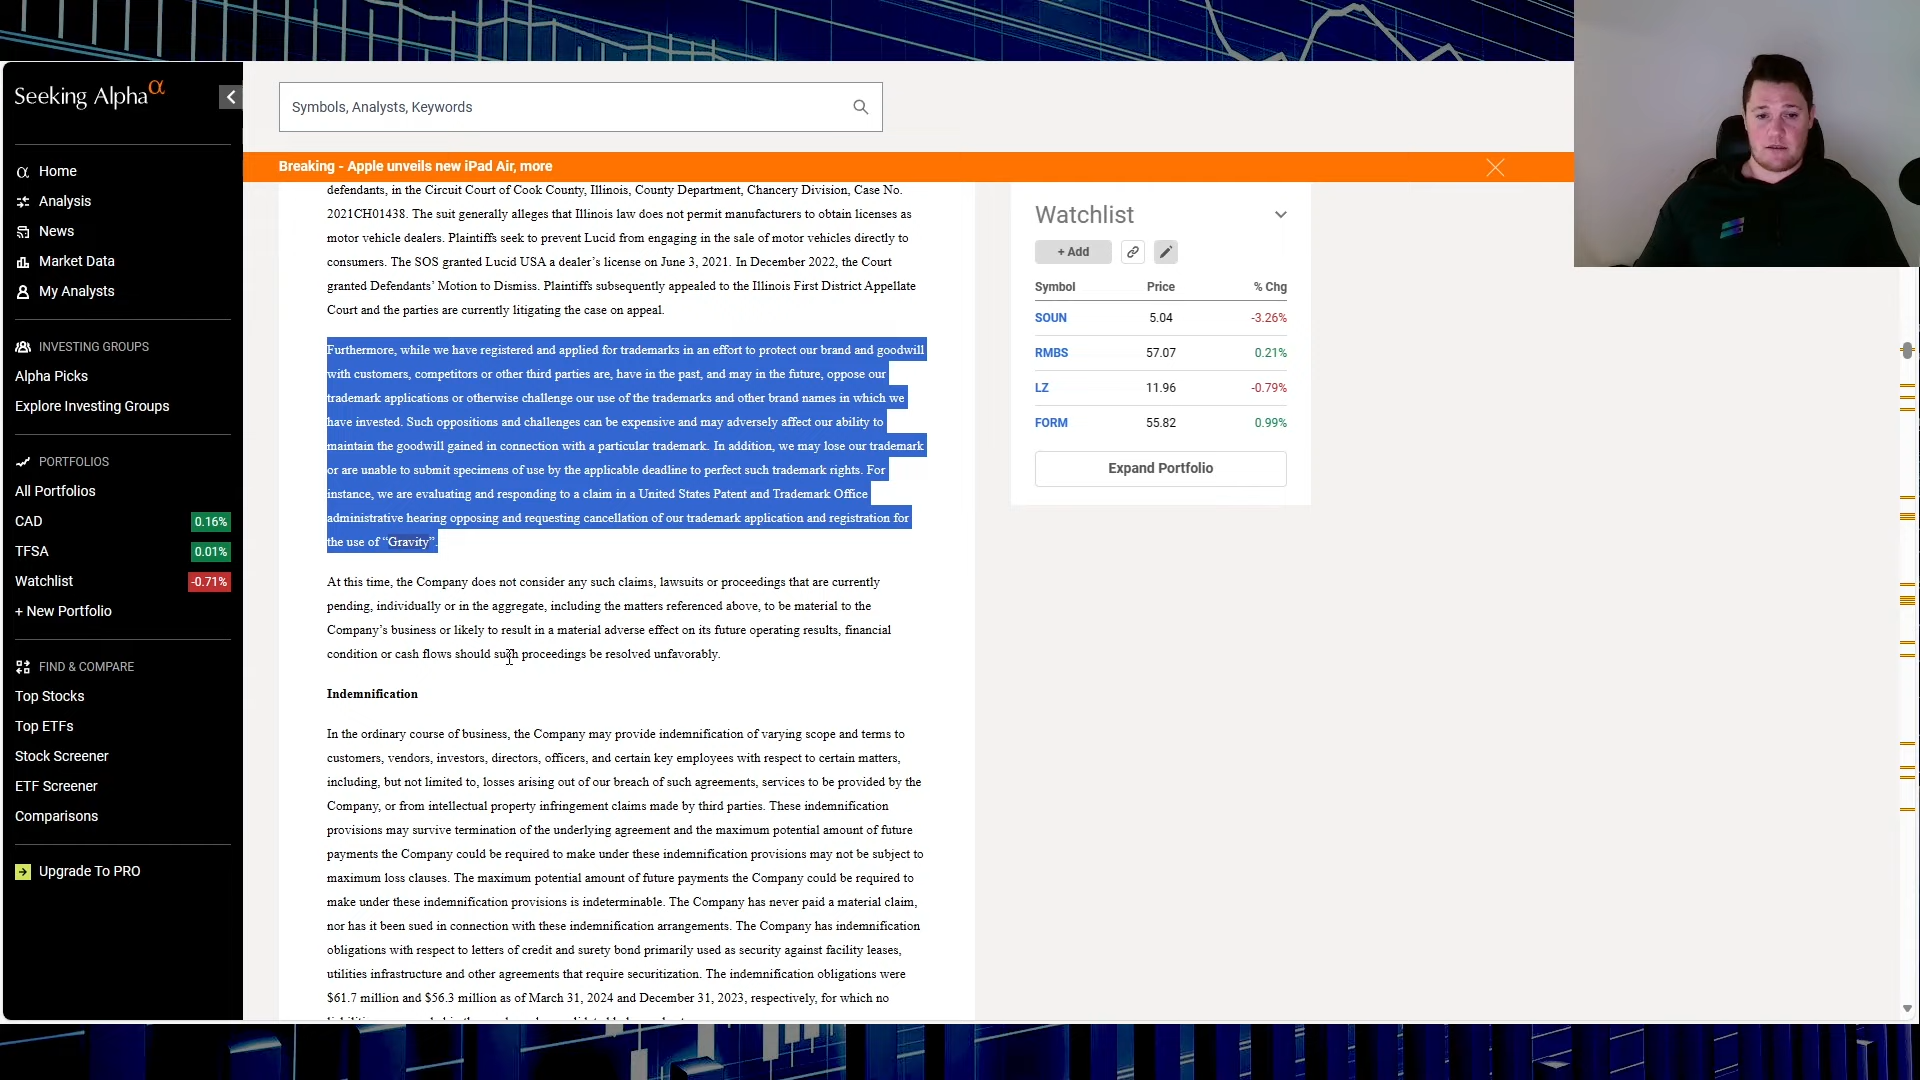 Seeking Alpha α
Home
Analysis
News
Market Data
My Analysts
INVESTING GROUPS
Alpha Picks
Explore Investing Groups
PORTFOLIOS
All Portfolios
CAD 0.16%
TFSA 0.01%
Watchlist -0.71%
+ New Portfolio
FIND & COMPARE
Top Stocks
Top ETFs
Stock Screener
ETF Screener
Comparisons
Upgrade To PRO
Symbols, Analysts, Keywords
Breaking - Apple unveils new iPad Air, more
defendants, in the Circuit Court of Cook County, Illinois, County Department, Chancery Division, Case No.
2021CH01438. The suit generally alleges that Illinois law does not permit manufacturers to obtain licenses as
motor vehicle dealers. Plaintiffs seek to prevent Lucid from engaging in the sale of motor vehicles directly to
consumers. The SOS granted Lucid USA a dealer’s license on June 3, 2021. In December 2022, the Court
granted Defendants’ Motion to Dismiss. Plaintiffs subsequently appealed to the Illinois First District Appellate
Court and the parties are currently litigating the case on appeal.
Furthermore, while we have registered and applied for trademarks in an effort to protect our brand and goodwill
with customers, competitors or other third parties are, have in the past, and may in the future, oppose our
trademark applications or otherwise challenge our use of the trademarks and other brand names in which we
have invested. Such oppositions and challenges can be expensive and may adversely affect our ability to
maintain the goodwill gained in connection with a particular trademark. In addition, we may lose our trademark
or are unable to submit specimens of use by the applicable deadline to perfect such trademark rights. For
instance, we are evaluating and responding to a claim in a United States Patent and Trademark Office
administrative hearing opposing and requesting cancellation of our trademark application and registration for
the use of “Gravity”.
At this time, the Company does not consider any such claims, lawsuits or proceedings that are currently
pending, individually or in the aggregate, including the matters referenced above, to be material to the
Company’s business or likely to result in a material adverse effect on its future operating results, financial
condition or cash flows should such proceedings be resolved unfavorably.
Indemnification
In the ordinary course of business, the Company may provide indemnification of varying scope and terms to
customers, vendors, investors, directors, officers, and certain key employees with respect to certain matters,
including, but not limited to, losses arising out of our breach of such agreements, services to be provided by the
Company, or from intellectual property infringement claims made by third parties. These indemnification
provisions may survive termination of the underlying agreement and the maximum potential amount of future
payments the Company could be required to make under these indemnification provisions may not be subject to
maximum loss clauses. The maximum potential amount of future payments the Company could be required to
make under these indemnification provisions is indeterminable. The Company has never paid a material claim,
nor has it been sued in connection with these indemnification arrangements. The Company has indemnification
obligations with respect to letters of credit and surety bond primarily used as security against facility leases,
utilities infrastructure and other agreements that require securitization. The indemnification obligations were
$61.7 million and $56.3 million as of March 31, 2024 and December 31, 2023, respectively, for which no
Watchlist
+ Add
Symbol Price % Chg
SOUN 5.04 -3.26%
RMBS 57.07 0.21%
LZ 11.96 -0.79%
FORM 55.82 0.99%
Expand Portfolio